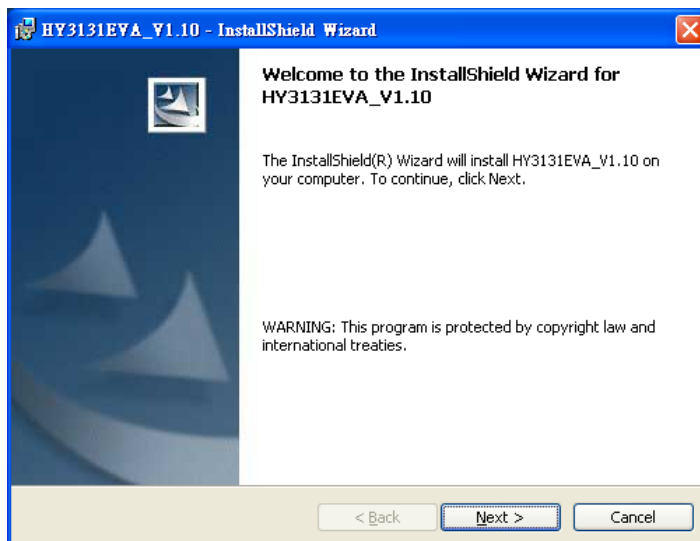 HY3131EVA_V1.10 - InstallShield Wizard
Welcome to the InstallShield Wizard for
HY3131EVA_V1.10
The InstallShield(R) Wizard will install HY3131EVA_V1.10 on
your computer. To continue, click Next.
WARNING: This program is protected by copyright law and
international treaties.
< Back
Next >
Cancel